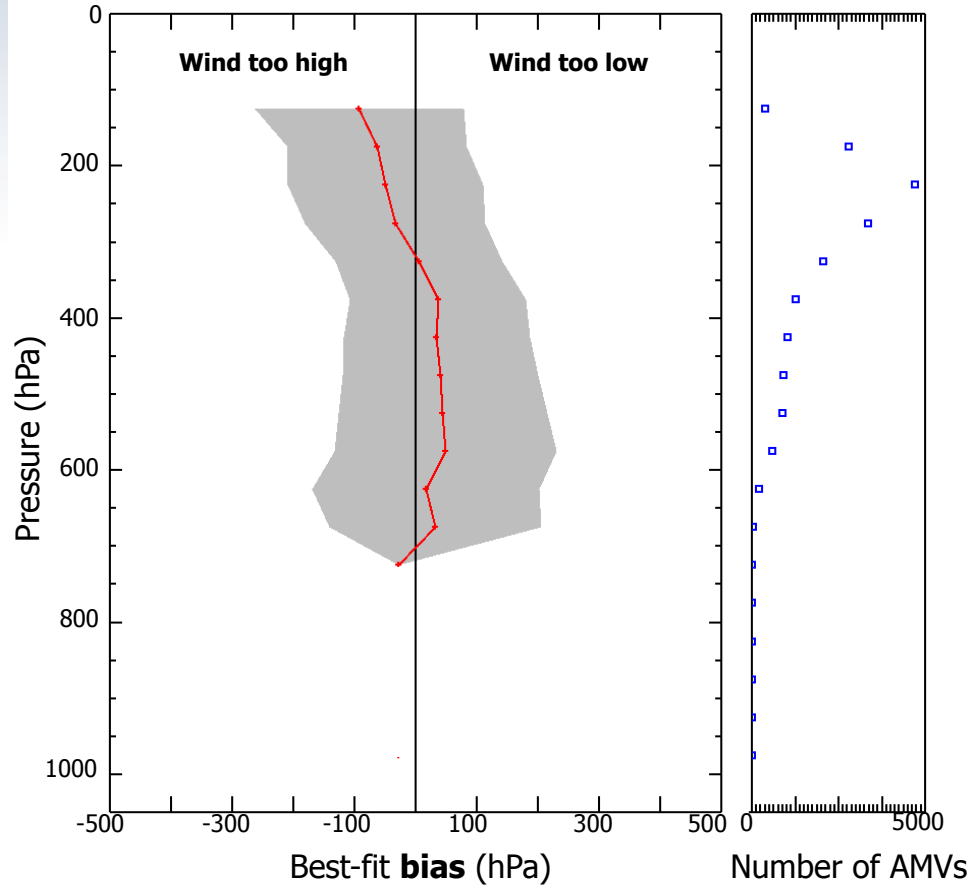 0
200
400
600
800
1000
Pressure (hPa)
Wind too high
Wind too low
-500
-300
-100
100
300
500
Best-fit bias (hPa)
0
5000
Number of AMVs